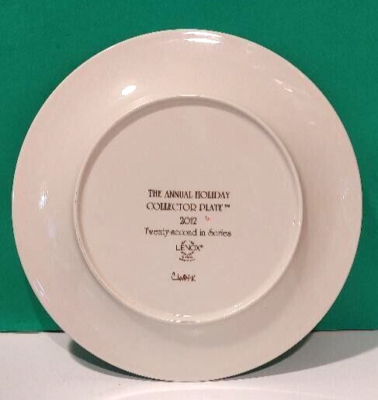 THE ANNUAL HOLIDAY
COLLECTOR PLATE™
2012
Twenty-second in Series
LENOX®